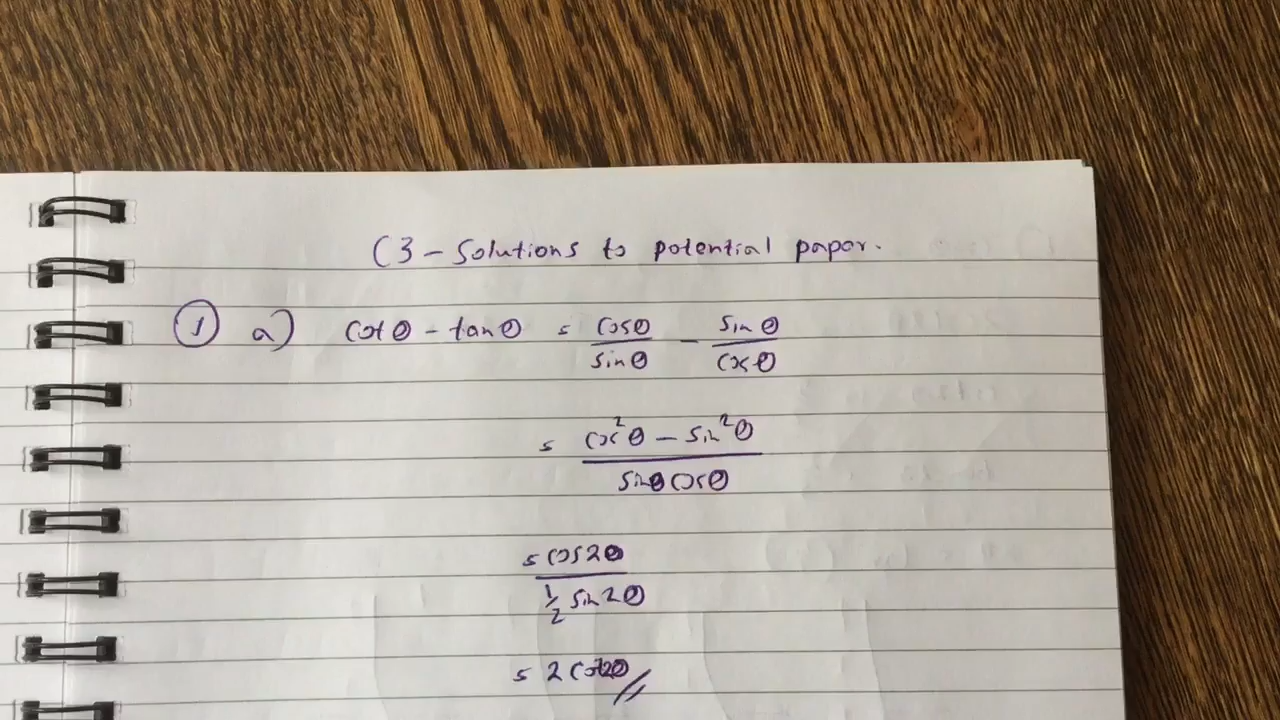 C3 - Solutions to potential paper.
① a) cotθ - tanθ = cosθ/sinθ - sinθ/cosθ
= cos²θ - sin²θ / sinθcosθ
= cos2θ / ½ sin2θ
= 2cot2θ //